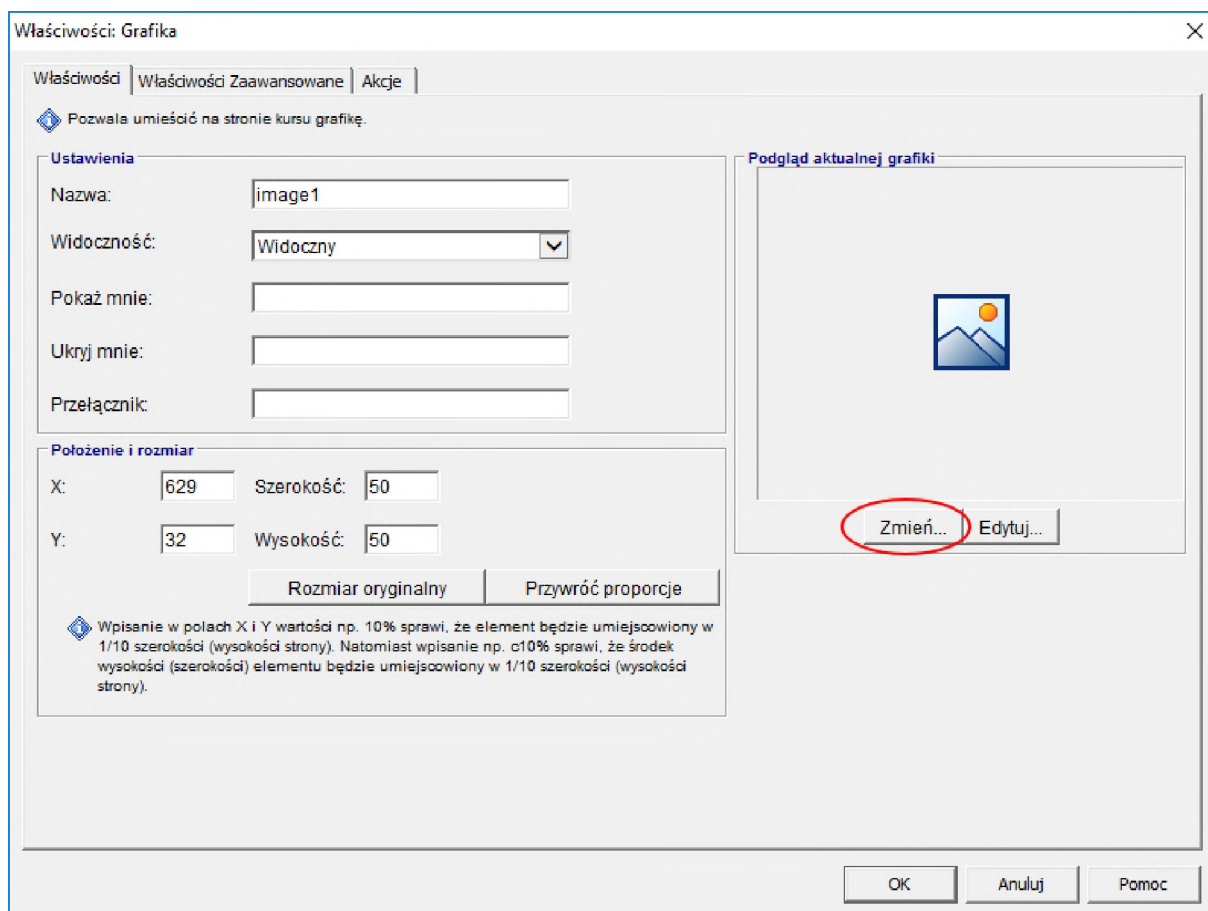 Właściwości: Grafika
Właściwości Właściwości Zaawansowane Akcje
Pozwala umieścić na stronie kursu grafikę.
Ustawienia
Nazwa: image1
Widoczność: Widoczny
Pokaż mnie:
Ukryj mnie:
Przełącznik:
Położenie i rozmiar
X: 629 Szerokość: 50
Y: 32 Wysokość: 50
Rozmiar oryginalny Przywróć proporcje
Wpisanie w polach X i Y wartości np. 10% sprawi, że element będzie umiejscowiony w
1/10 szerokości (wysokości strony). Natomiast wpisanie np. c10% sprawi, że środek
wysokości (szerokości) elementu będzie umiejscowiony w 1/10 szerokości (wysokości
strony).
Podgląd aktualnej grafiki
Zmień... Edytuj...
OK Anuluj Pomoc